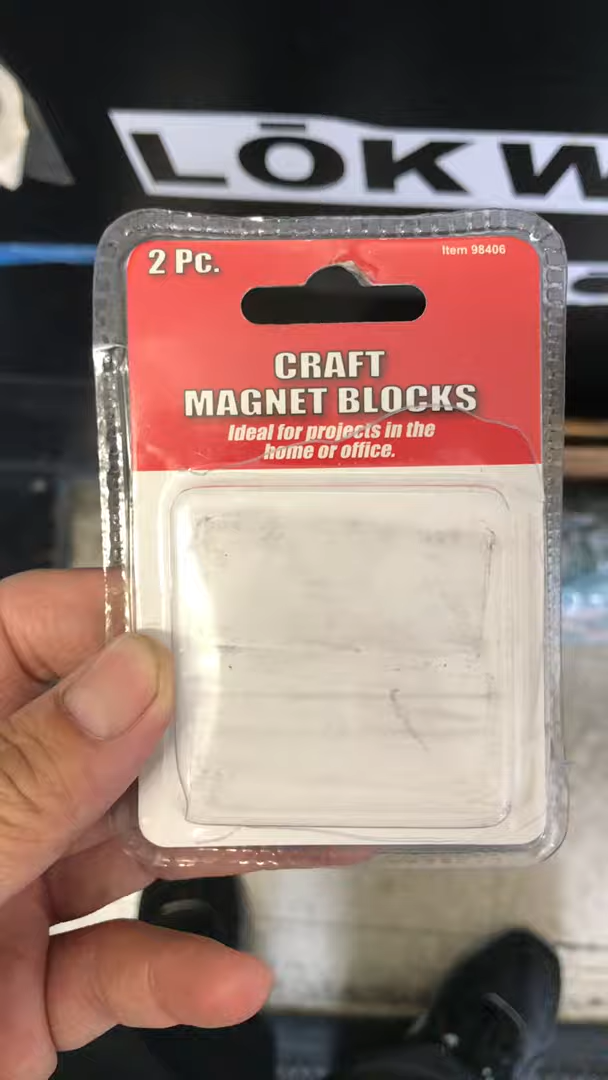 LŌKW
2 Pc.
Item 98406
CRAFT
MAGNET BLOCKS
Ideal for projects in the
home or office.